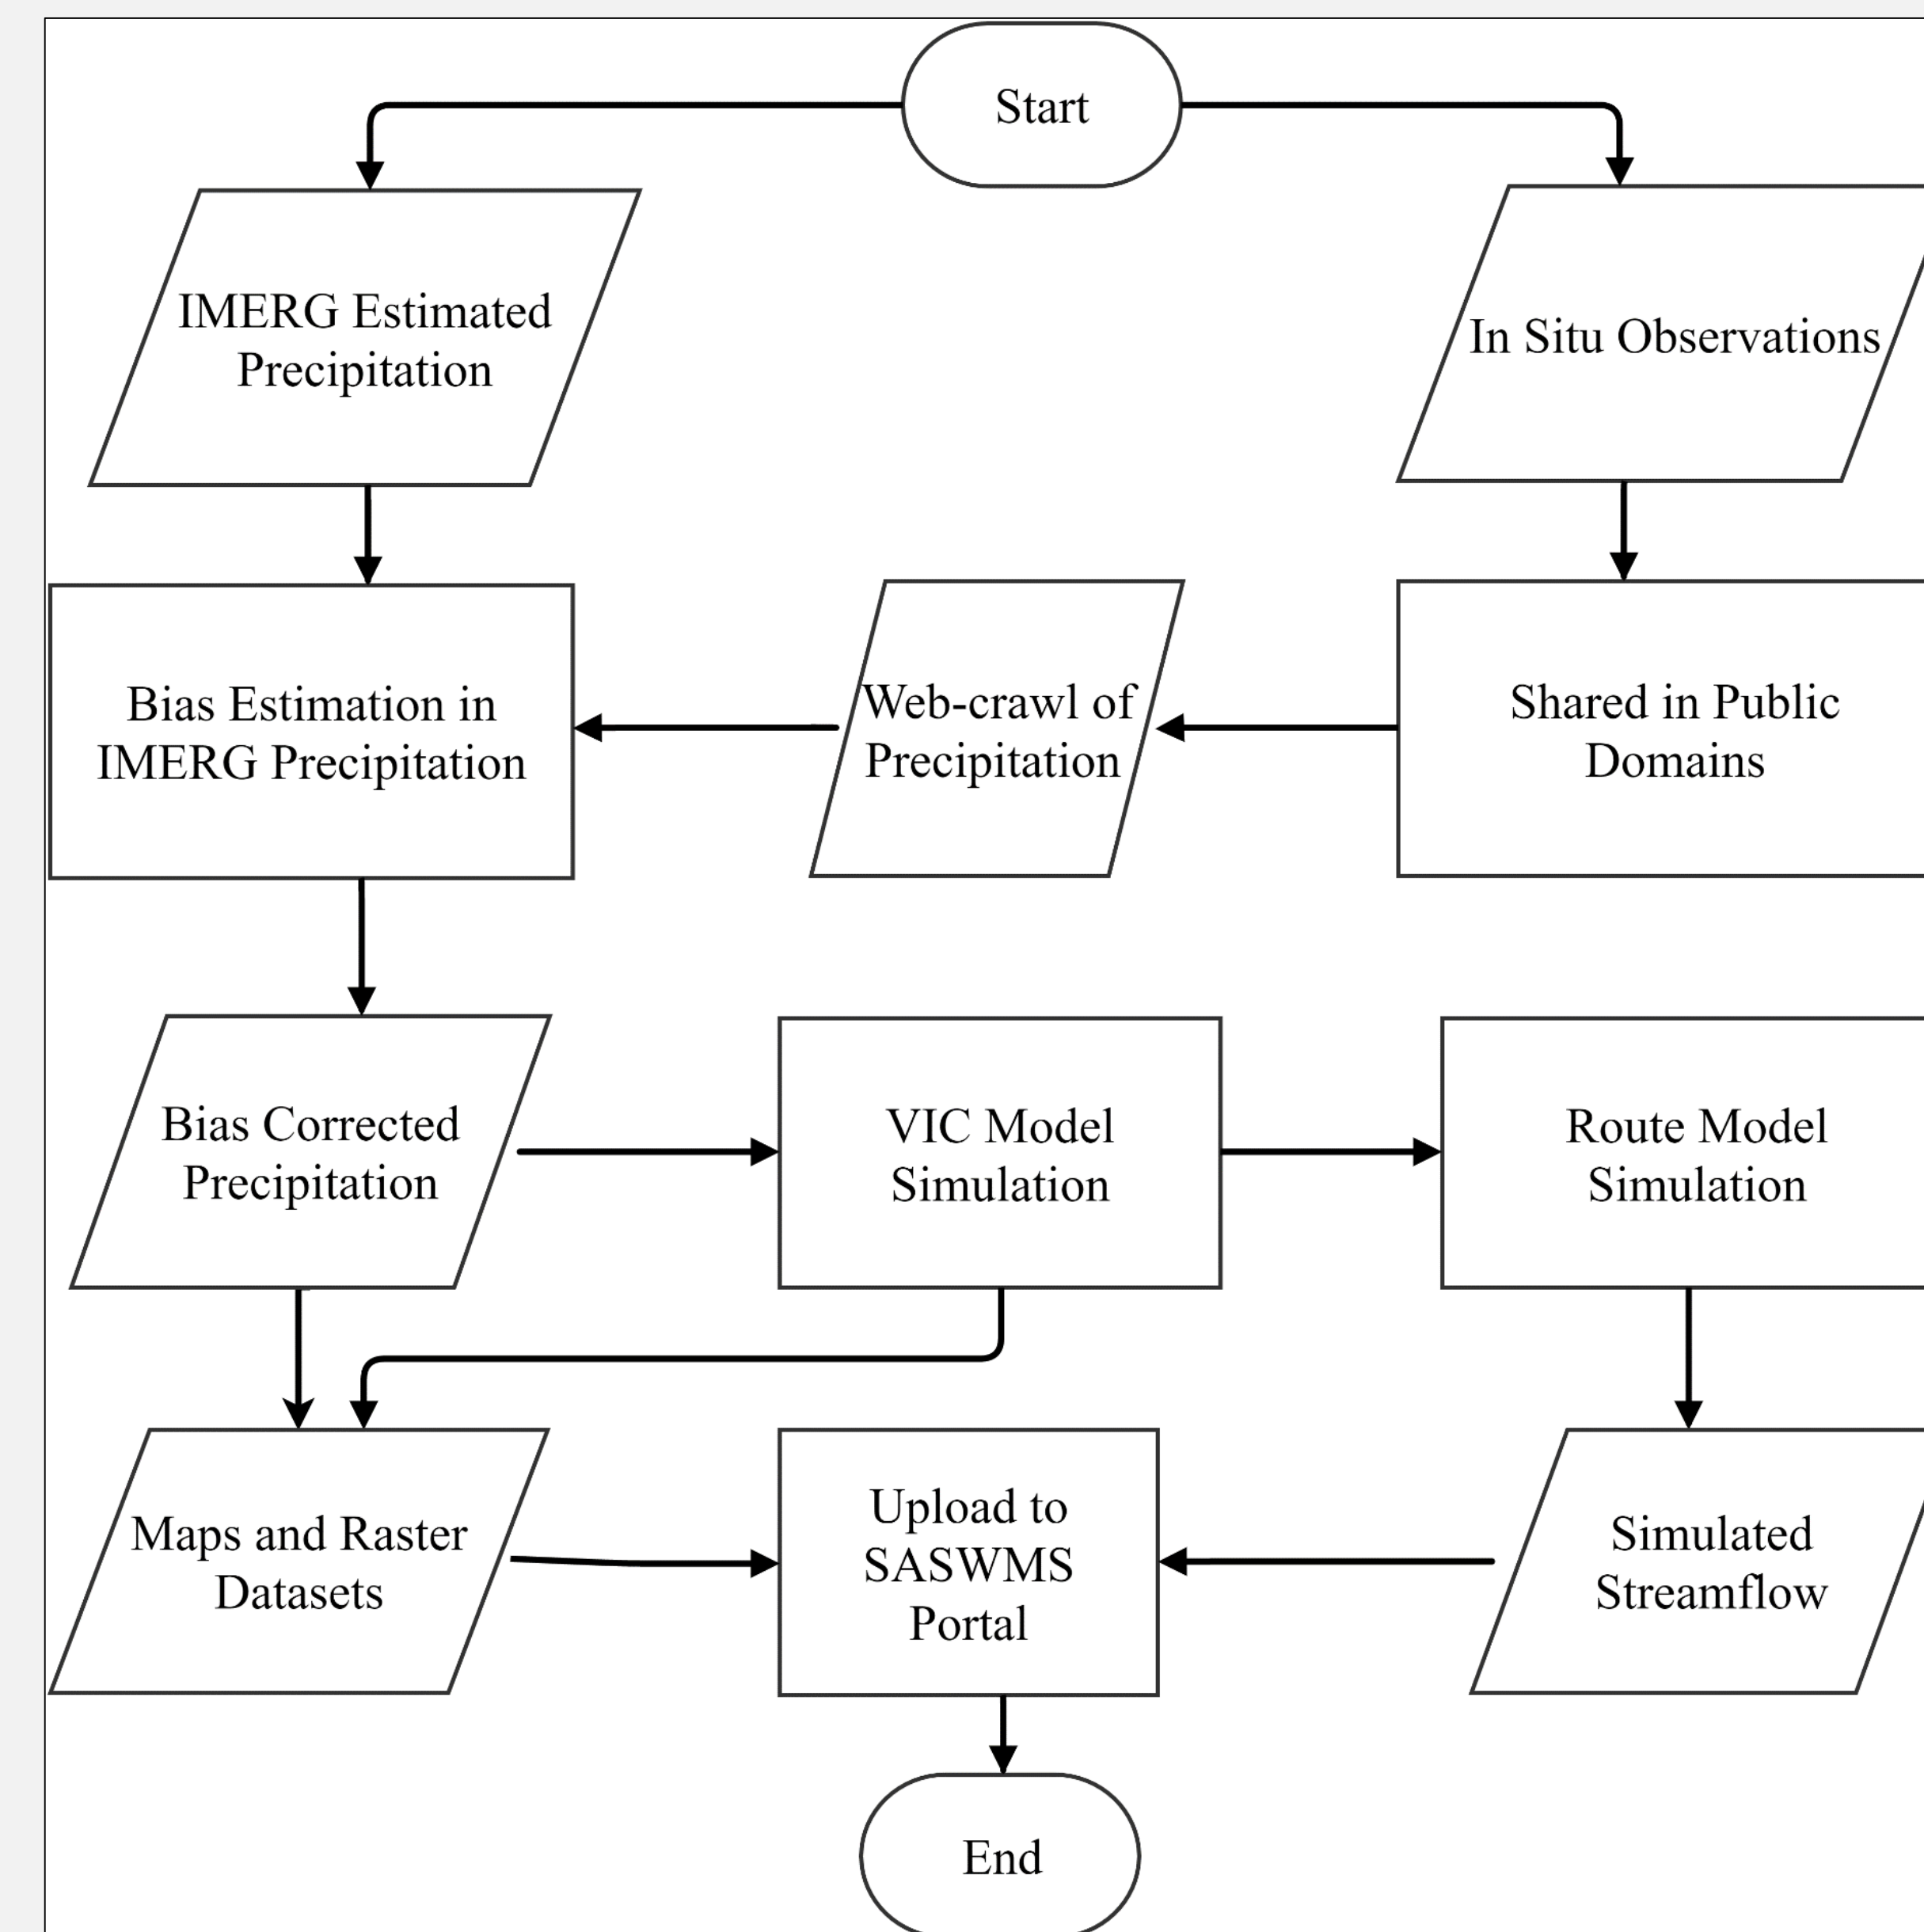 Start
IMERG Estimated
Precipitation
In Situ Observations
Bias Estimation in
IMERG Precipitation
Web-crawl of
Precipitation
Shared in Public
Domains
Bias Corrected
Precipitation
VIC Model
Simulation
Route Model
Simulation
Maps and Raster
Datasets
Upload to
SASWMS
Portal
Simulated
Streamflow
End